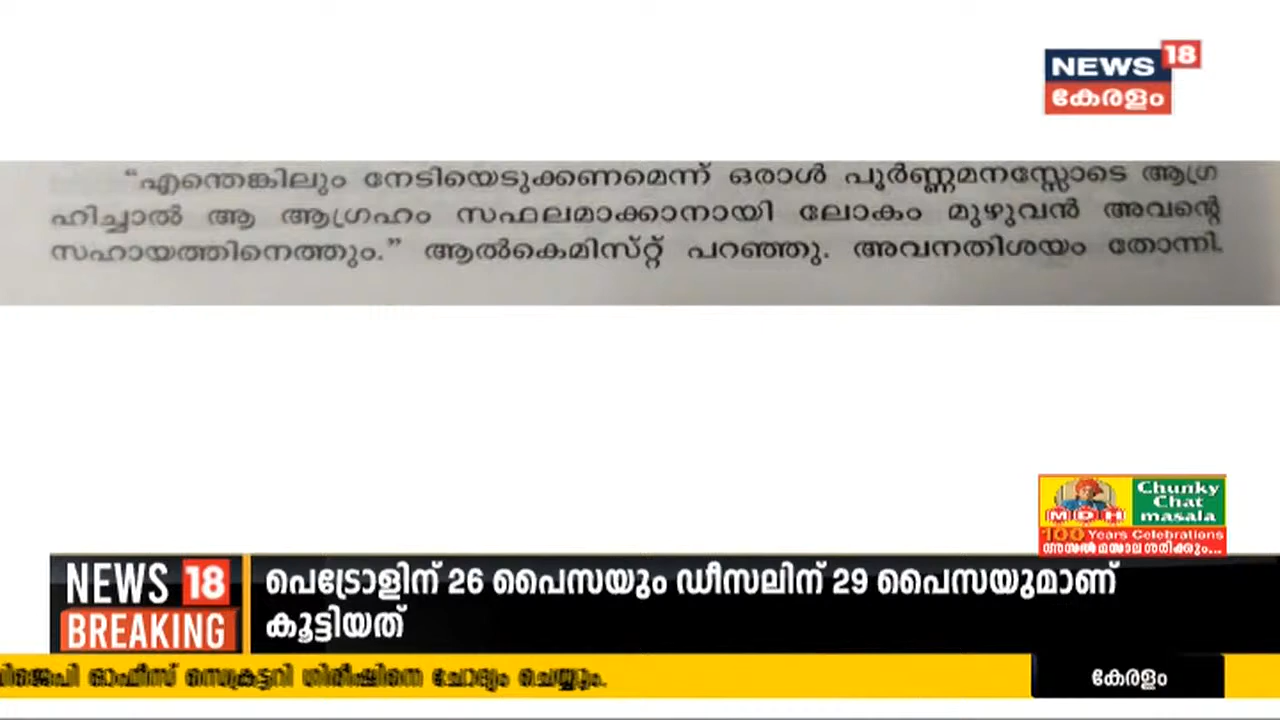 NEWS 18
കേരളം
“എന്തെങ്കിലും നേടിയെടുക്കണമെന്ന് ഒരാൾ പൂർണ്ണമനസ്സോടെ ആഗ്ര
ഹിച്ചാൽ ആ ആഗ്രഹം സഫലമാക്കാനായി ലോകം മുഴുവൻ അവന്റെ
സഹായത്തിനെത്തും.” ആൽകെമിസ്റ്റ് പറഞ്ഞു. അവനതിശയം തോന്നി.
Chunky
Chat
masala
MDH
100 Years Celebrations
NEWS 18
BREAKING
പെട്രോളിന് 26 പൈസയും ഡീസലിന് 29 പൈസയുമാണ്
കൂട്ടിയത്
ഓഫീസ് സെക്രട്ടറി ഗിരീഷിനെ ചോദ്യം ചെയ്യും.
കേരളം